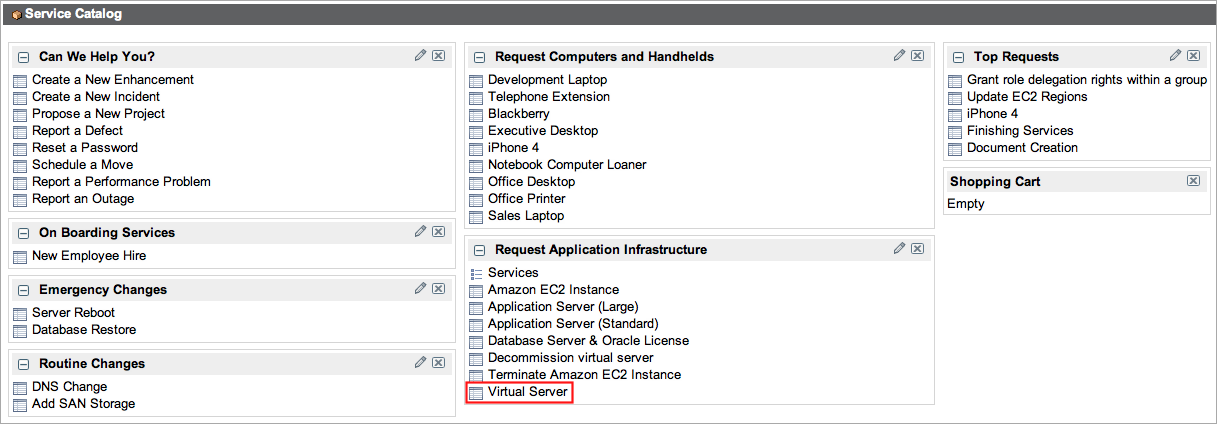 Service Catalog
Can We Help You?
Create a New Enhancement
Create a New Incident
Propose a New Project
Report a Defect
Reset a Password
Schedule a Move
Report a Performance Problem
Report an Outage
On Boarding Services
New Employee Hire
Emergency Changes
Server Reboot
Database Restore
Routine Changes
DNS Change
Add SAN Storage
Request Computers and Handhelds
Development Laptop
Telephone Extension
Blackberry
Executive Desktop
iPhone 4
Notebook Computer Loaner
Office Desktop
Office Printer
Sales Laptop
Request Application Infrastructure
Services
Amazon EC2 Instance
Application Server (Large)
Application Server (Standard)
Database Server & Oracle License
Decommission virtual server
Terminate Amazon EC2 Instance
Virtual Server
Top Requests
Grant role delegation rights within a group
Update EC2 Regions
iPhone 4
Finishing Services
Document Creation
Shopping Cart
Empty